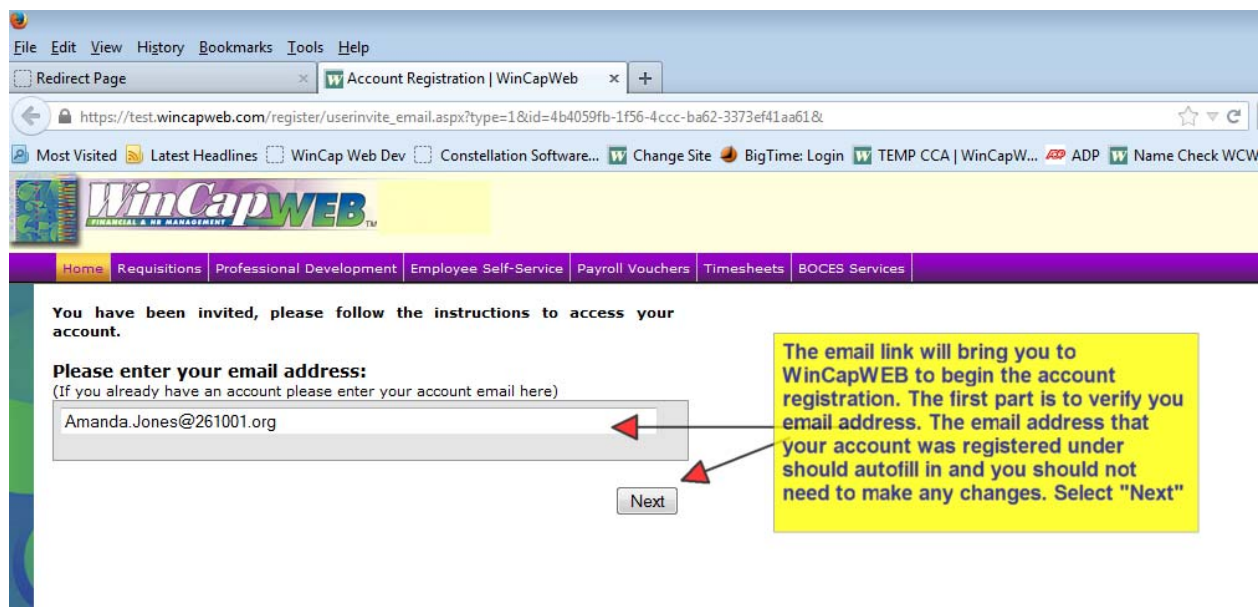 File Edit View History Bookmarks Tools Help
Redirect Page
Account Registration | WinCapWeb
https://test.wincapweb.com/register/userinvite_email.aspx?type=1&id=4b4059fb-1f56-4ccc-ba62-3373ef41aa61&
Most Visited Latest Headlines WinCap Web Dev Constellation Software... Change Site BigTime: Login TEMP CCA | WinCapW... ADP Name Check WCW
WinCapWEB TM
FINANCIAL & HR MANAGEMENT
Home Requisitions Professional Development Employee Self-Service Payroll Vouchers Timesheets BOCES Services
You have been invited, please follow the instructions to access your
account.
Please enter your email address:
(If you already have an account please enter your account email here)
Amanda.Jones@261001.org
Next
The email link will bring you to
WinCapWEB to begin the account
registration. The first part is to verify you
email address. The email address that
your account was registered under
should autofill in and you should not
need to make any changes. Select "Next"